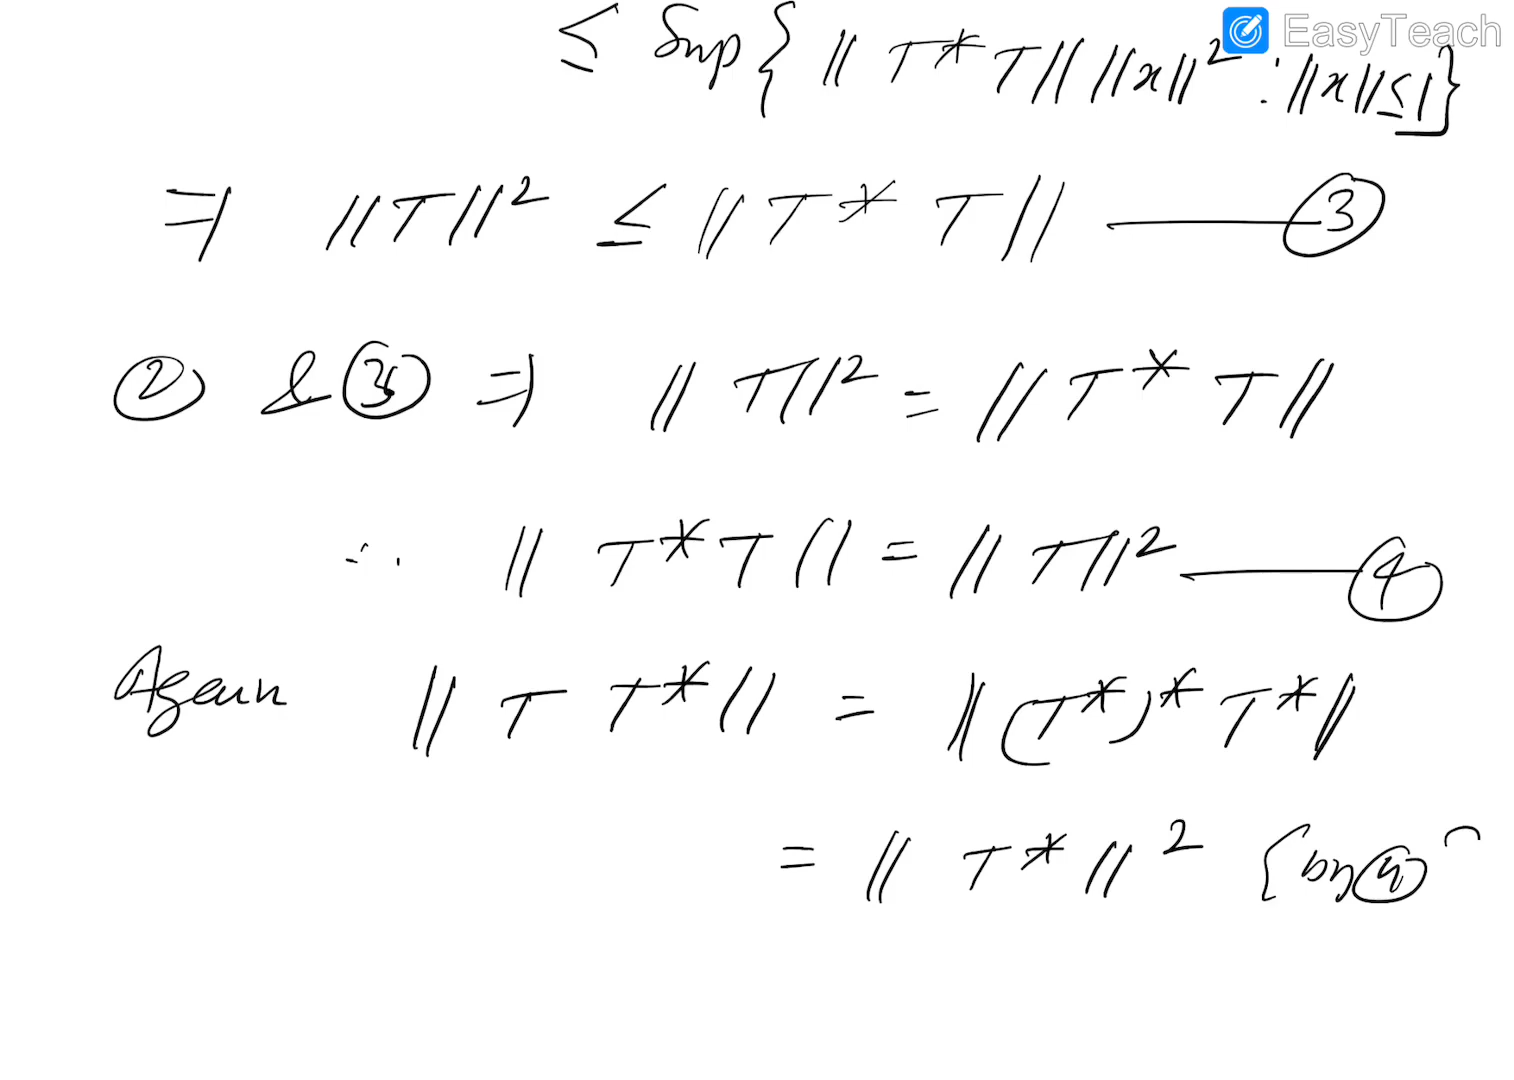 EasyTeach
≤ Sup{ || T* T|| ||x||² : ||x|| ≤ 1}
⇒ ||T||² ≤ ||T* T|| —— ③
② & ③ ⇒ || T||² = || T* T ||
∴ || T* T || = || T||² —— ④
Again || T T* || = || (T*)* T* ||
= || T* ||² {by ④